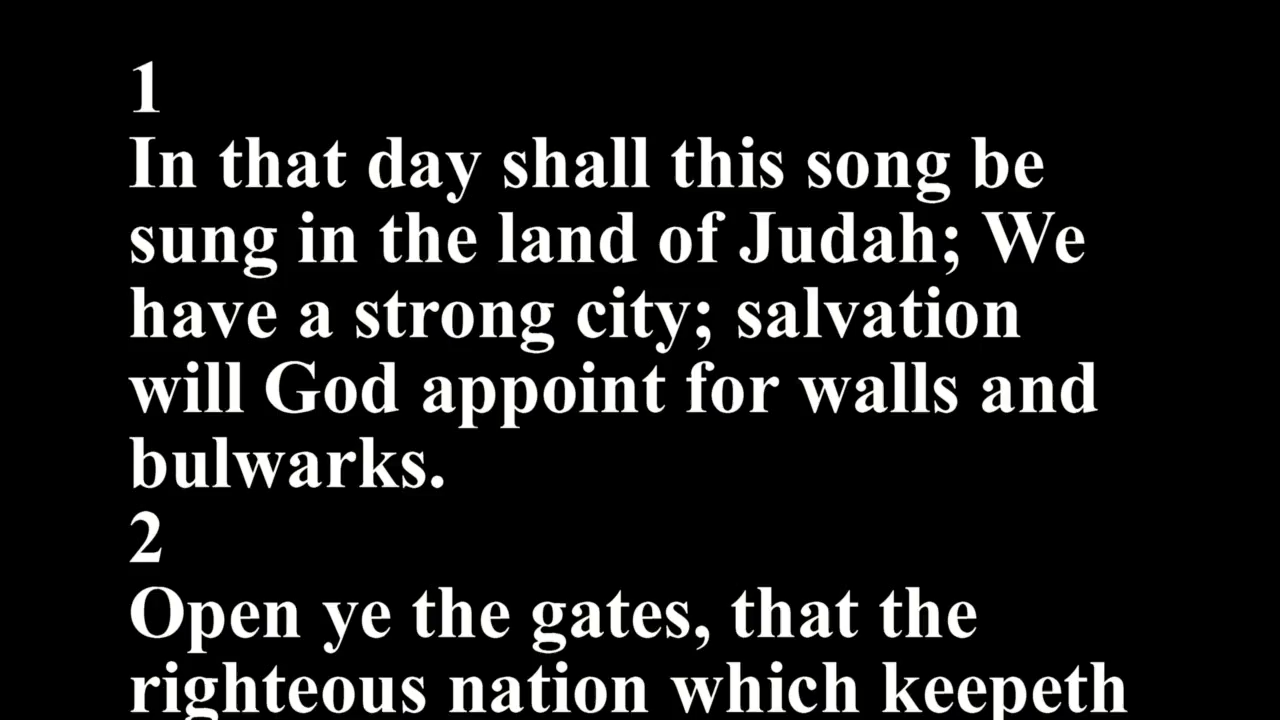 1
In that day shall this song be
sung in the land of Judah; We
have a strong city; salvation
will God appoint for walls and
bulwarks.
2
Open ye the gates, that the
righteous nation which keepeth